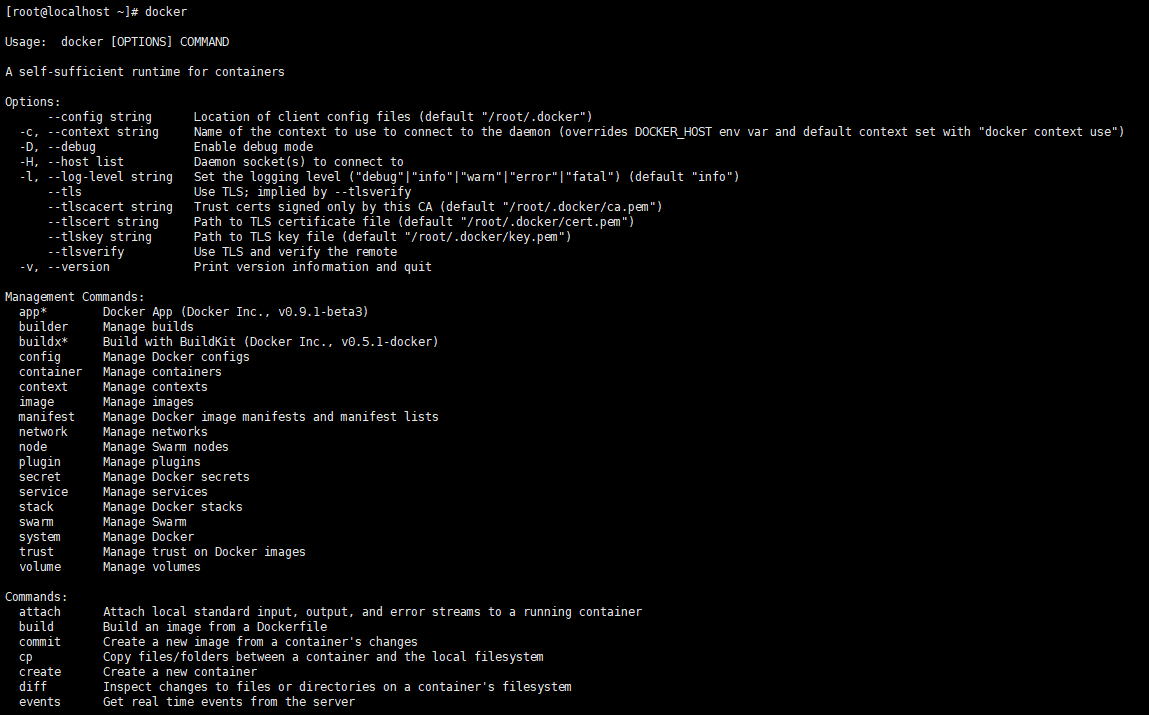 [root@localhost ~]# docker
Usage:  docker [OPTIONS] COMMAND
A self-sufficient runtime for containers
Options:
      --config string      Location of client config files (default "/root/.docker")
  -c, --context string     Name of the context to use to connect to the daemon (overrides DOCKER_HOST env var and default context set with "docker context use")
  -D, --debug              Enable debug mode
  -H, --host list          Daemon socket(s) to connect to
  -l, --log-level string   Set the logging level ("debug"|"info"|"warn"|"error"|"fatal") (default "info")
      --tls                Use TLS; implied by --tlsverify
      --tlscacert string   Trust certs signed only by this CA (default "/root/.docker/ca.pem")
      --tlscert string     Path to TLS certificate file (default "/root/.docker/cert.pem")
      --tlskey string      Path to TLS key file (default "/root/.docker/key.pem")
      --tlsverify          Use TLS and verify the remote
  -v, --version            Print version information and quit
Management Commands:
  app*        Docker App (Docker Inc., v0.9.1-beta3)
  builder     Manage builds
  buildx*     Build with BuildKit (Docker Inc., v0.5.1-docker)
  config      Manage Docker configs
  container   Manage containers
  context     Manage contexts
  image       Manage images
  manifest    Manage Docker image manifests and manifest lists
  network     Manage networks
  node        Manage Swarm nodes
  plugin      Manage plugins
  secret      Manage Docker secrets
  service     Manage services
  stack       Manage Docker stacks
  swarm       Manage Swarm
  system      Manage Docker
  trust       Manage trust on Docker images
  volume      Manage volumes
Commands:
  attach      Attach local standard input, output, and error streams to a running container
  build       Build an image from a Dockerfile
  commit      Create a new image from a container's changes
  cp          Copy files/folders between a container and the local filesystem
  create      Create a new container
  diff        Inspect changes to files or directories on a container's filesystem
  events      Get real time events from the server